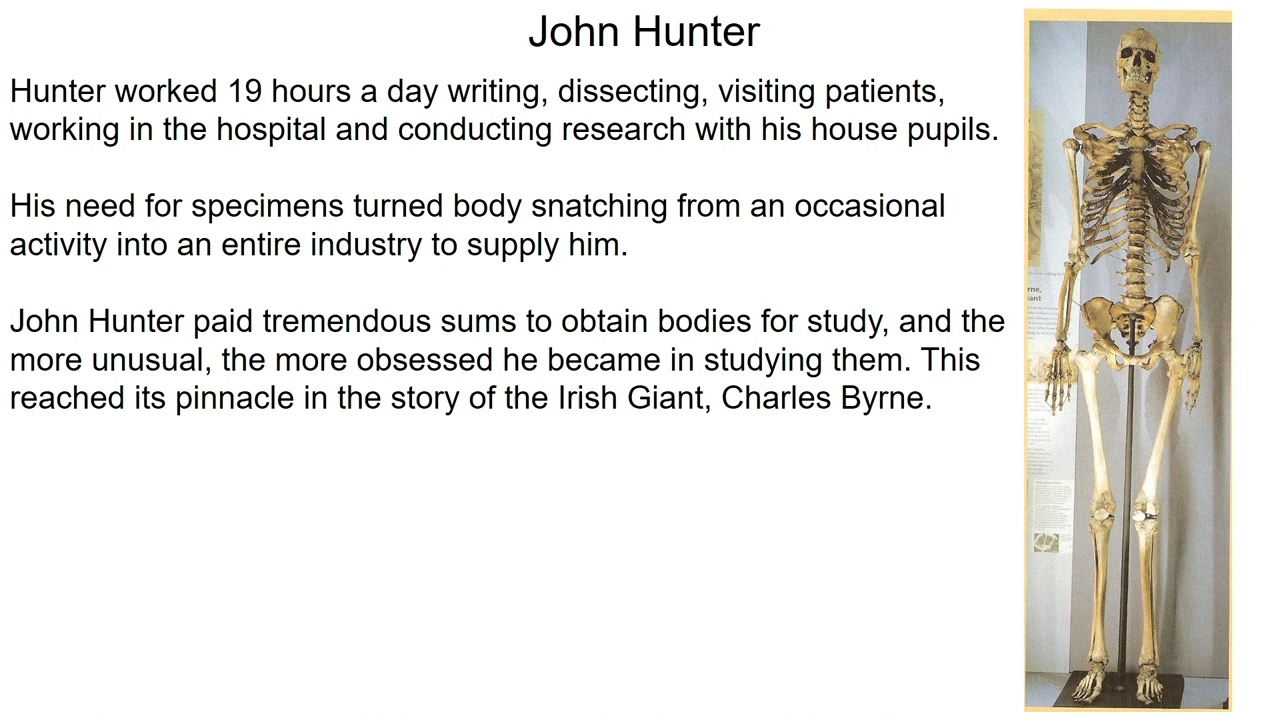 John Hunter
Hunter worked 19 hours a day writing, dissecting, visiting patients,
working in the hospital and conducting research with his house pupils.
His need for specimens turned body snatching from an occasional
activity into an entire industry to supply him.
John Hunter paid tremendous sums to obtain bodies for study, and the
more unusual, the more obsessed he became in studying them. This
reached its pinnacle in the story of the Irish Giant, Charles Byrne.